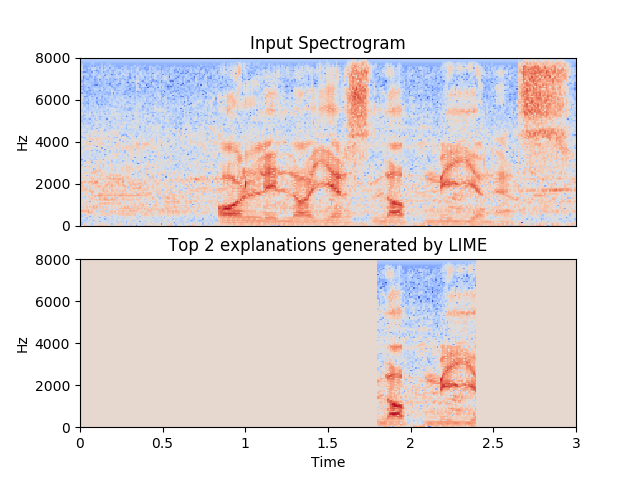 Input Spectrogram
8000
6000
4000
2000
0
Hz
Top 2 explanations generated by LIME
8000
6000
4000
2000
0
Hz
0 0.5 1 1.5 2 2.5 3
Time